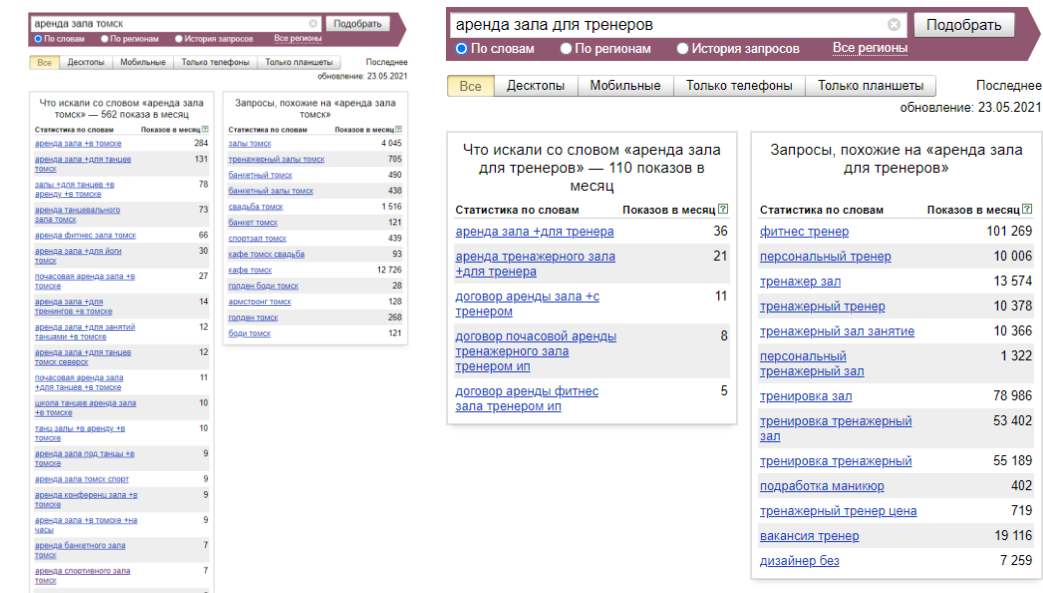 аренда зала томск
Подобрать
По словам По регионам История запросов Все регионы
Все Десктопы Мобильные Только телефоны Только планшеты Последнее
обновление: 23.05.2021
Что искали со словом «аренда зала
томск» — 562 показа в месяц
Статистика по словам Показов в месяц
аренда зала +в томске 284
аренда зала +для танцев 131
томск
залы +для танцев +в 78
аренду +в томске
аренда танцевального 73
зала томск
аренда фитнес зала томск 66
аренда зала +для йоги 30
томск
почасовая аренда зала +в 27
томске
аренда зала +для 14
тренингов +в томске
аренда зала +для занятий 12
танцами +в томске
аренда зала +для танцев 12
томск северск
почасовая аренда зала 11
+для танцев +в томске
школа танцев аренда зала 10
+в томске
танц залы +в аренду +в 10
томске
аренда зала под танцы +в 9
томске
аренда зала томск спорт 9
аренда конференц зала +в 9
томске
аренда зала +в томске +на 9
часы
аренда банкетного зала 7
томск
аренда спортивного зала 7
томск
Запросы, похожие на «аренда зала
томск»
Статистика по словам Показов в месяц
залы томск 4 045
тренажерный залы томск 705
банкетный томск 490
банкетный залы томск 438
свадьба томск 1 516
банкет томск 121
спортзал томск 439
кафе томск свадьба 93
кафе томск 12 726
голден боди томск 28
армстронг томск 128
голден томск 268
боди томск 121
аренда зала для тренеров
Подобрать
По словам По регионам История запросов Все регионы
Все Десктопы Мобильные Только телефоны Только планшеты Последнее
обновление: 23.05.2021
Что искали со словом «аренда зала
для тренеров» — 110 показов в
месяц
Статистика по словам Показов в месяц
аренда зала +для тренера 36
аренда тренажерного зала 21
+для тренера
договор аренды зала +с 11
тренером
договор почасовой аренды 8
тренажерного зала
тренером ип
договор аренды фитнес 5
зала тренером ип
Запросы, похожие на «аренда зала
для тренеров»
Статистика по словам Показов в месяц
фитнес тренер 101 269
персональный тренер 10 006
тренажер зал 13 574
тренажерный тренер 10 378
тренажерный зал занятие 10 366
персональный 1 322
тренажерный зал
тренировка зал 78 986
тренировка тренажерный 53 402
зал
тренировка тренажерный 55 189
подработка маникюр 402
тренажерный тренер цена 719
вакансия тренер 19 116
дизайнер без 7 259